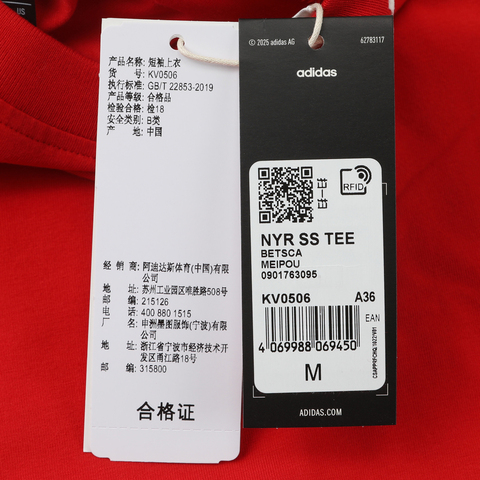 US
产品名称: 短袖上衣
货 号: KV0506
执行标准: GB/T 22853-2019
产品等级: 合格品
检验合格: 检18
安全类别: B类
产 地: 中国
经 销 商: 阿迪达斯体育(中国)有限
公司
地 址: 苏州工业园区唯胜路508号
邮 编: 215126
电 话: 400 880 1515
制 造 商: 申洲墨图服饰(宁波)有限
公司
地 址: 浙江省宁波市经济技术开
发区甬江路18号
邮 编: 315800
合格证
© 2025 adidas AG
62783117
adidas
RFID
NYR SS TEE
BETSCA
MEIPOU
0901763095
KV0506 A36
EAN
4 069988 069450
M
ADIDAS.COM